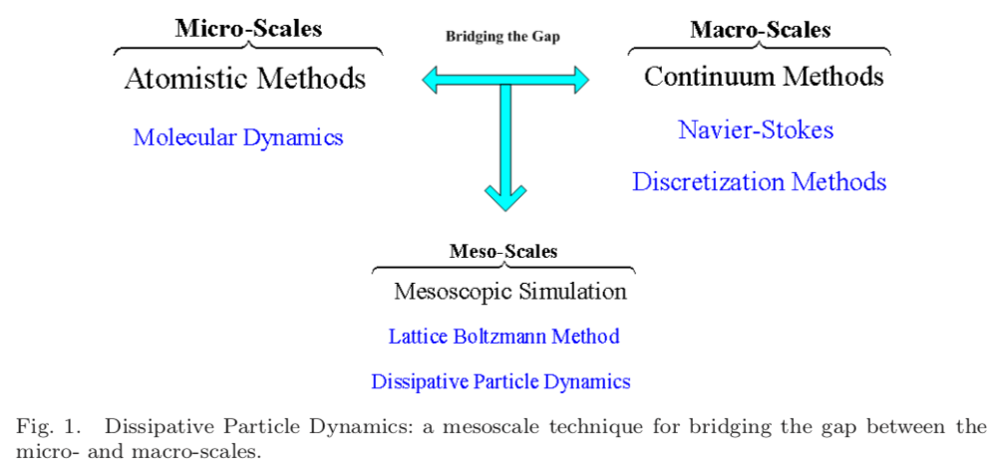 Micro-Scales
Atomistic Methods
Molecular Dynamics
Bridging the Gap
Macro-Scales
Continuum Methods
Navier-Stokes
Discretization Methods
Meso-Scales
Mesoscopic Simulation
Lattice Boltzmann Method
Dissipative Particle Dynamics
Fig. 1. Dissipative Particle Dynamics: a mesoscale technique for bridging the gap between the
micro- and macro-scales.